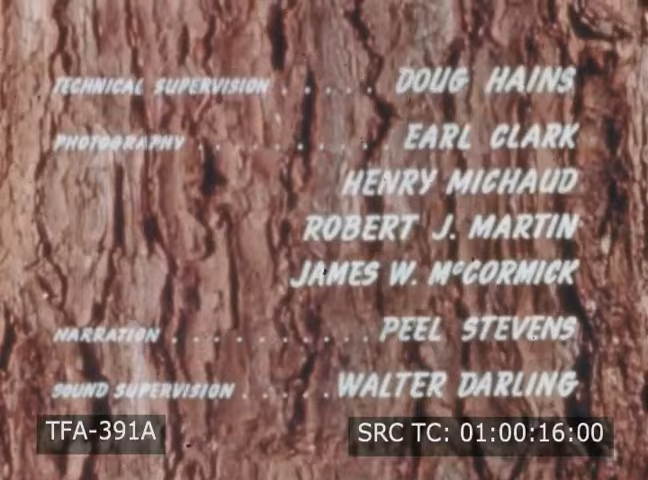 TECHNICAL SUPERVISION . . . . . DOUG HAINS
PHOTOGRAPHY . . . . . . . . . EARL CLARK
HENRY MICHAUD
ROBERT J. MARTIN
JAMES W. McCORMICK
NARRATION . . . . . . . . . . PEEL STEVENS
SOUND SUPERVISION . . . . . WALTER DARLING
TFA-391A SRC TC: 01:00:16:00